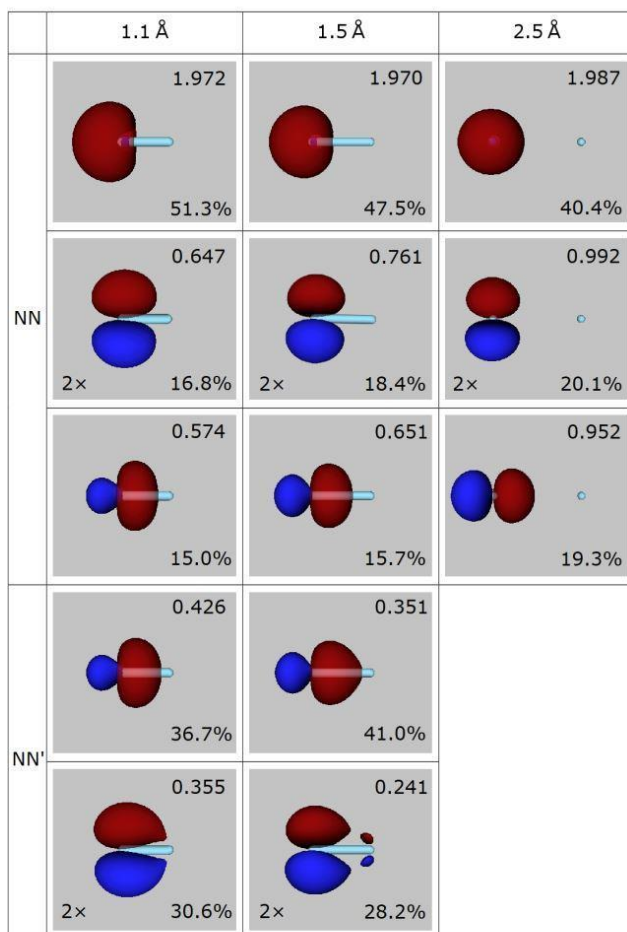 1.1 Å 1.5 Å 2.5 Å
NN
1.972 1.970 1.987
51.3% 47.5% 40.4%
0.647 0.761 0.992
2× 16.8% 2× 18.4% 2× 20.1%
0.574 0.651 0.952
15.0% 15.7% 19.3%
NN'
0.426 0.351
36.7% 41.0%
0.355 0.241
2× 30.6% 2× 28.2%